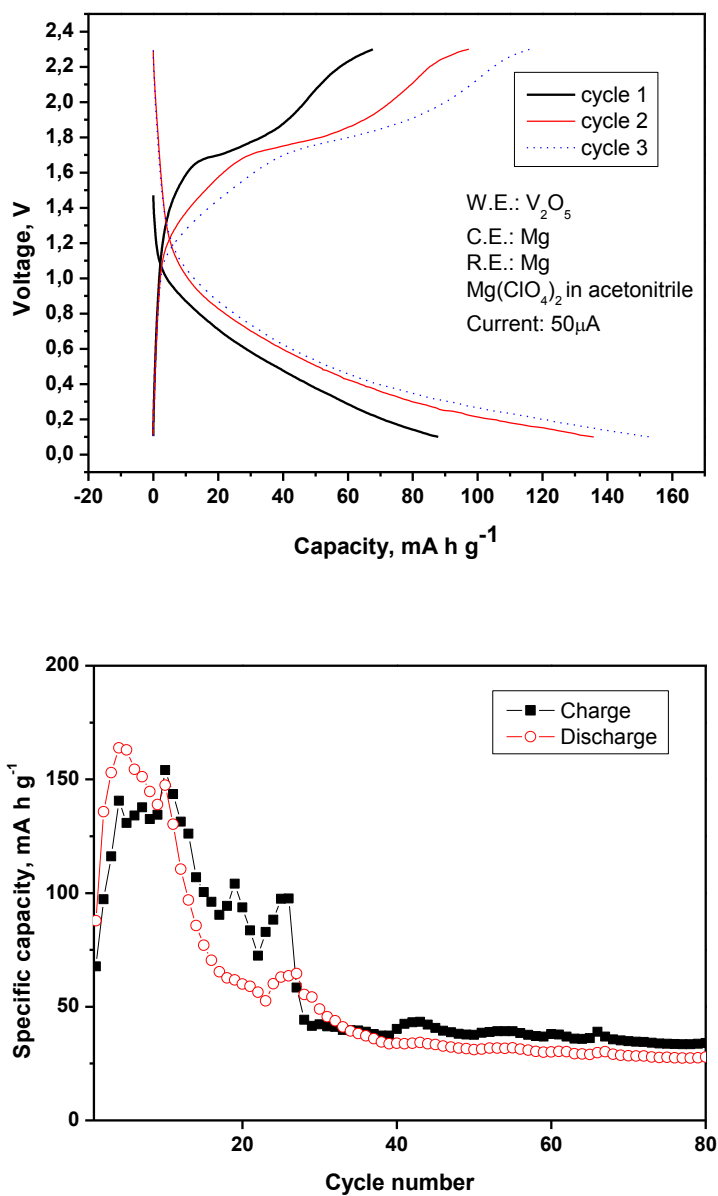 2,4
2,2
2,0
1,8
1,6
1,4
1,2
1,0
0,8
0,6
0,4
0,2
0,0
Voltage, V
cycle 1
cycle 2
cycle 3
W.E.: V₂O₅
C.E.: Mg
R.E.: Mg
Mg(ClO₄)₂ in acetonitrile
Current: 50μA
-20 0 20 40 60 80 100 120 140 160
Capacity, mA h g⁻¹
200
150
100
50
0
Specific capacity, mA h g⁻¹
Charge
Discharge
20 40 60 80
Cycle number